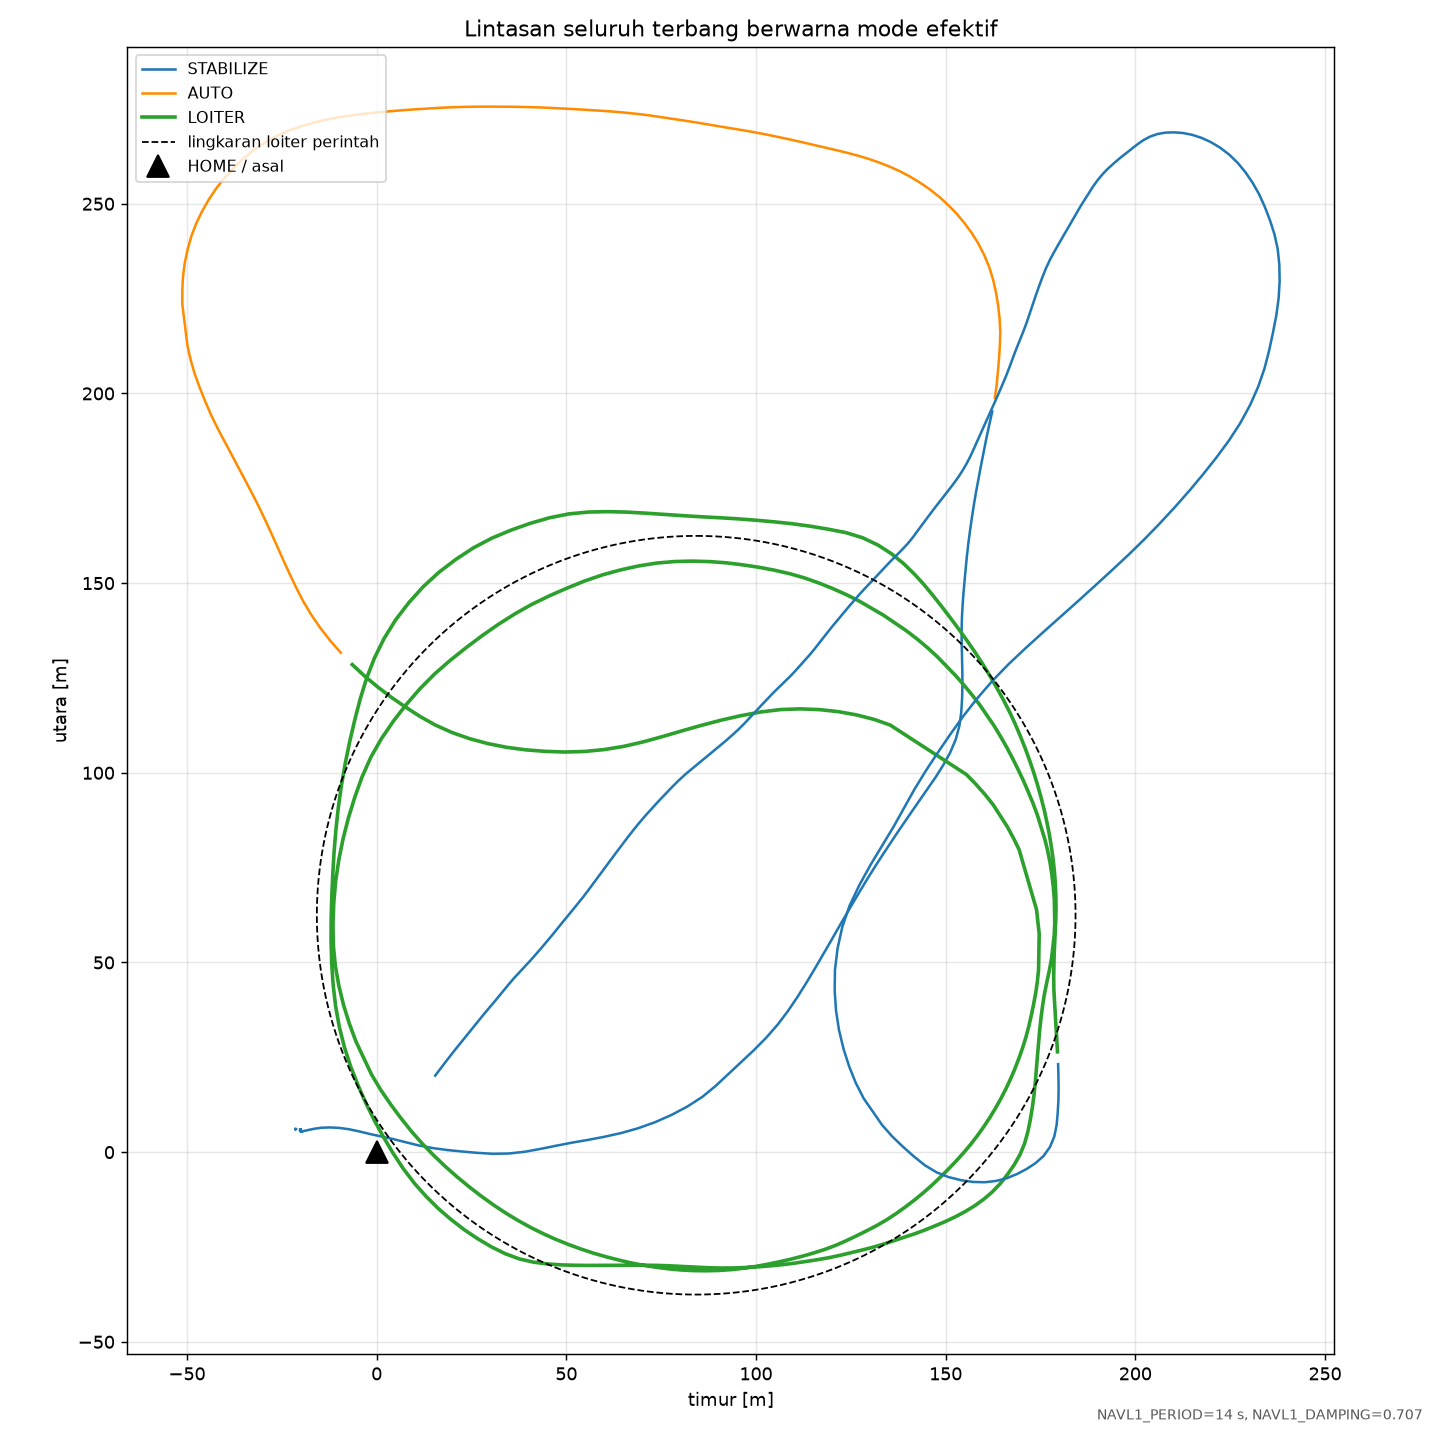 Lintasan seluruh terbang berwarna mode efektif
STABILIZE
AUTO
LOITER
lingkaran loiter perintah
HOME / asal
250
200
150
100
50
0
−50
utara [m]
−50
0
50
100
150
200
250
timur [m]
NAVL1_PERIOD=14 s, NAVL1_DAMPING=0.707